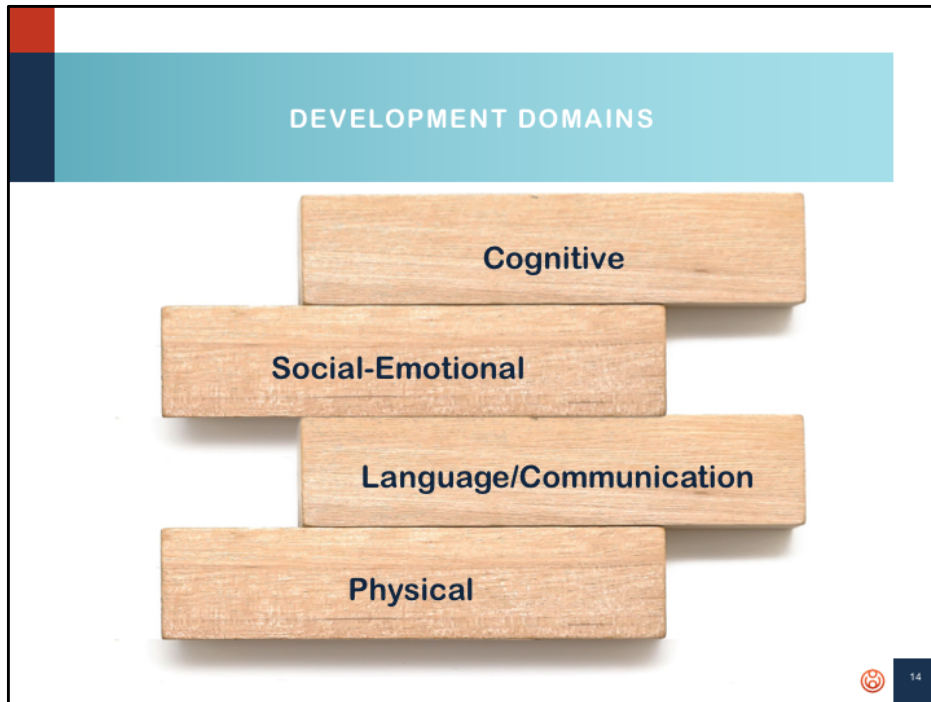 DEVELOPMENT DOMAINS
Cognitive
Social-Emotional
Language/Communication
Physical
14